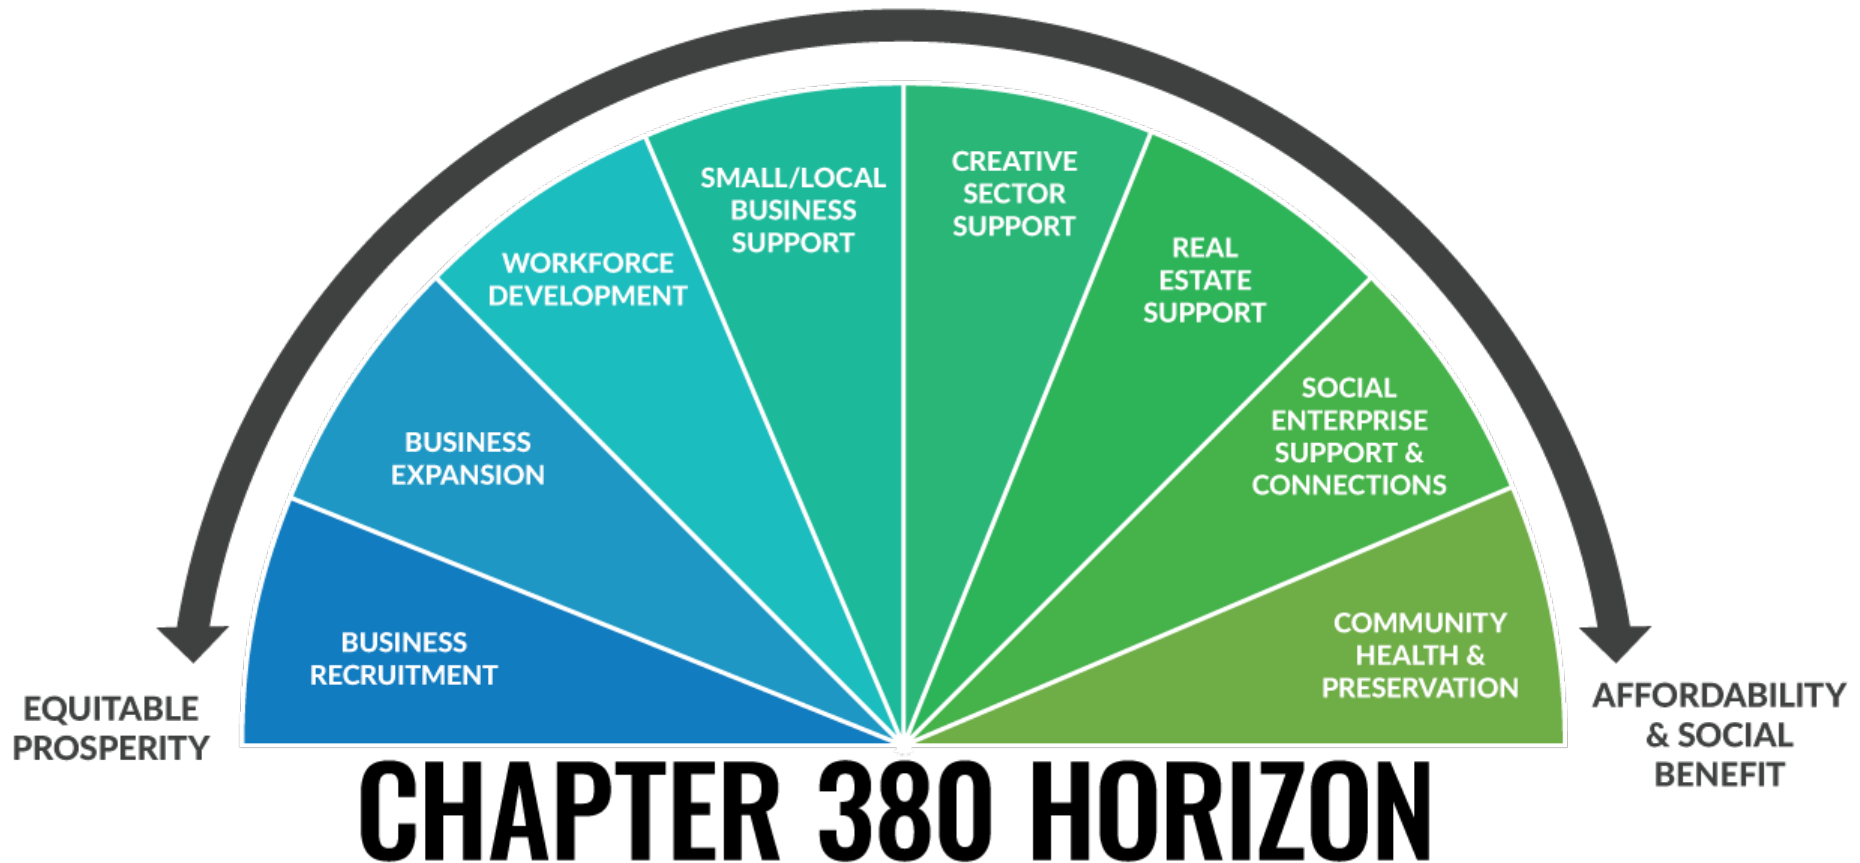 SMALL/LOCAL
BUSINESS
SUPPORT
CREATIVE
SECTOR
SUPPORT
WORKFORCE
DEVELOPMENT
REAL
ESTATE
SUPPORT
BUSINESS
EXPANSION
SOCIAL
ENTERPRISE
SUPPORT &
CONNECTIONS
BUSINESS
RECRUITMENT
COMMUNITY
HEALTH &
PRESERVATION
EQUITABLE
PROSPERITY
AFFORDABILITY
& SOCIAL
BENEFIT
CHAPTER 380 HORIZON